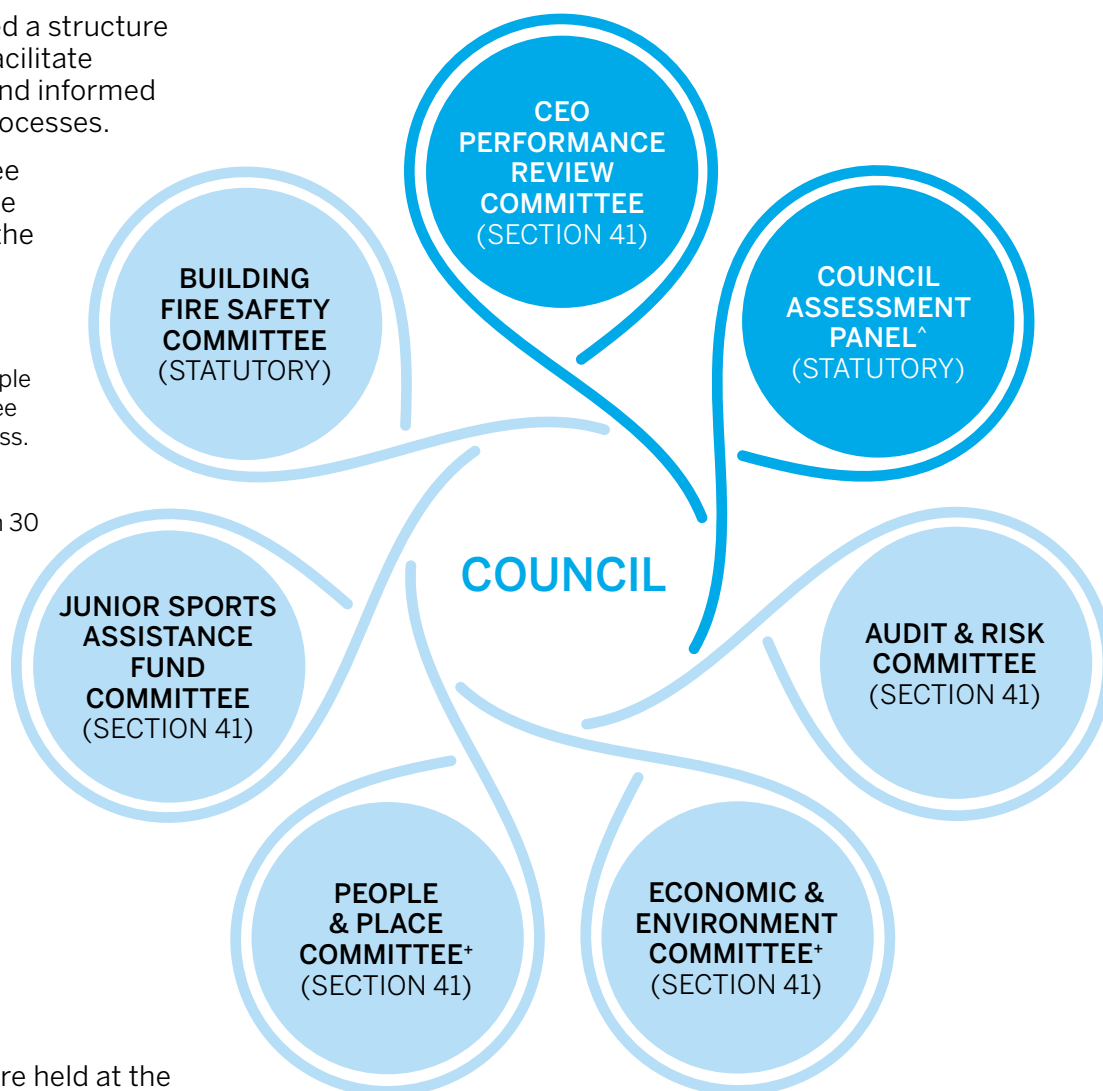 ed a structure
acilitate
nd informed
ocesses.
ee
e
the
ple
ee
ss.
n 30
CEO
PERFORMANCE
REVIEW
COMMITTEE
(SECTION 41)
COUNCIL
ASSESSMENT
PANEL^
(STATUTORY)
BUILDING
FIRE SAFETY
COMMITTEE
(STATUTORY)
COUNCIL
JUNIOR SPORTS
ASSISTANCE
FUND
COMMITTEE
(SECTION 41)
AUDIT & RISK
COMMITTEE
(SECTION 41)
PEOPLE
& PLACE
COMMITTEE+
(SECTION 41)
ECONOMIC &
ENVIRONMENT
COMMITTEE+
(SECTION 41)
re held at the